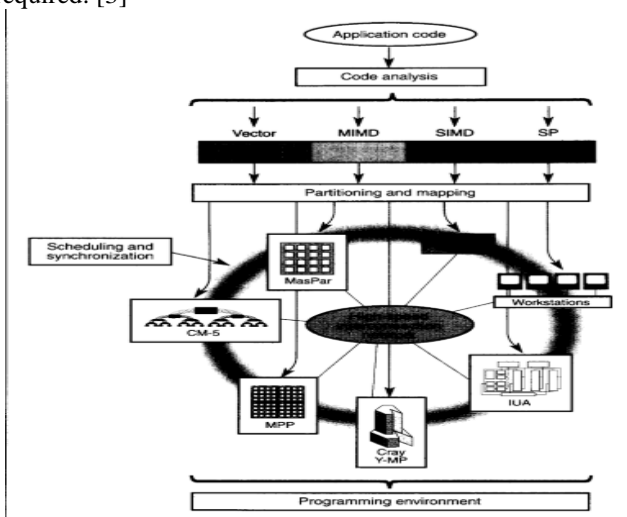 equired. [3]
Application code
Code analysis
Vector MIMD SIMD SP
Partitioning and mapping
Scheduling and
synchronization
MasPar
Workstations
CM-5
IUA
MPP
Cray
Y-MP
Programming environment